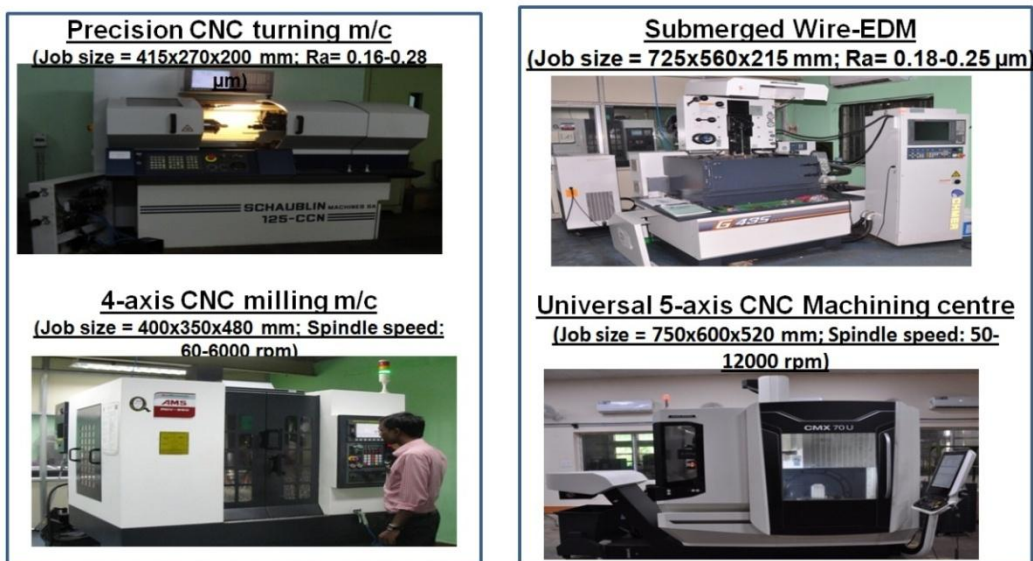 Precision CNC turning m/c
(Job size = 415x270x200 mm; Ra= 0.16-0.28
µm)
SCHAUBLIN MACHINES SA
125-CCN
4-axis CNC milling m/c
(Job size = 400x350x480 mm; Spindle speed:
60-6000 rpm)
Q
AMS
Submerged Wire-EDM
(Job size = 725x560x215 mm; Ra= 0.18-0.25 µm)
G 43S
CHMER
Universal 5-axis CNC Machining centre
(Job size = 750x600x520 mm; Spindle speed: 50-
12000 rpm)
CMX 70 U